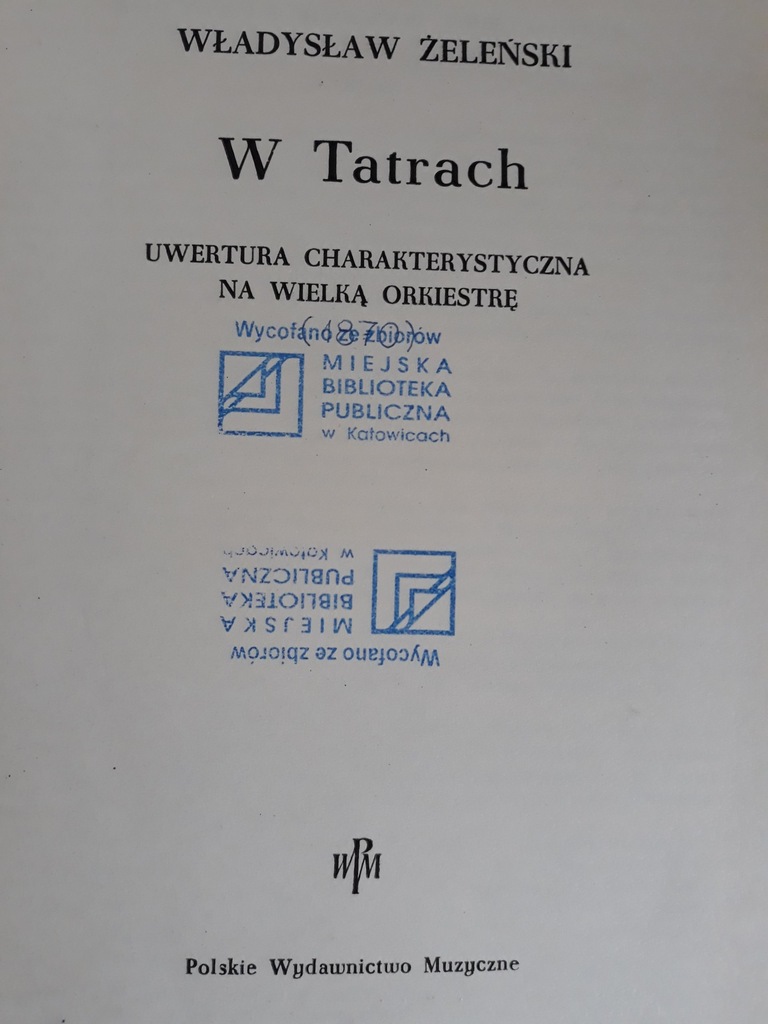 WŁADYSŁAW ŻELEŃSKI
W Tatrach
UWERTURA CHARAKTERYSTYCZNA
NA WIELKĄ ORKIESTRĘ
(1870)
Wycofano ze zbiorów
MIEJSKA
BIBLIOTEKA
PUBLICZNA
w Katowicach
Wycofano ze zbiorów
MIEJSKA
BIBLIOTEKA
PUBLICZNA
w Katowicach
PWM
Polskie Wydawnictwo Muzyczne